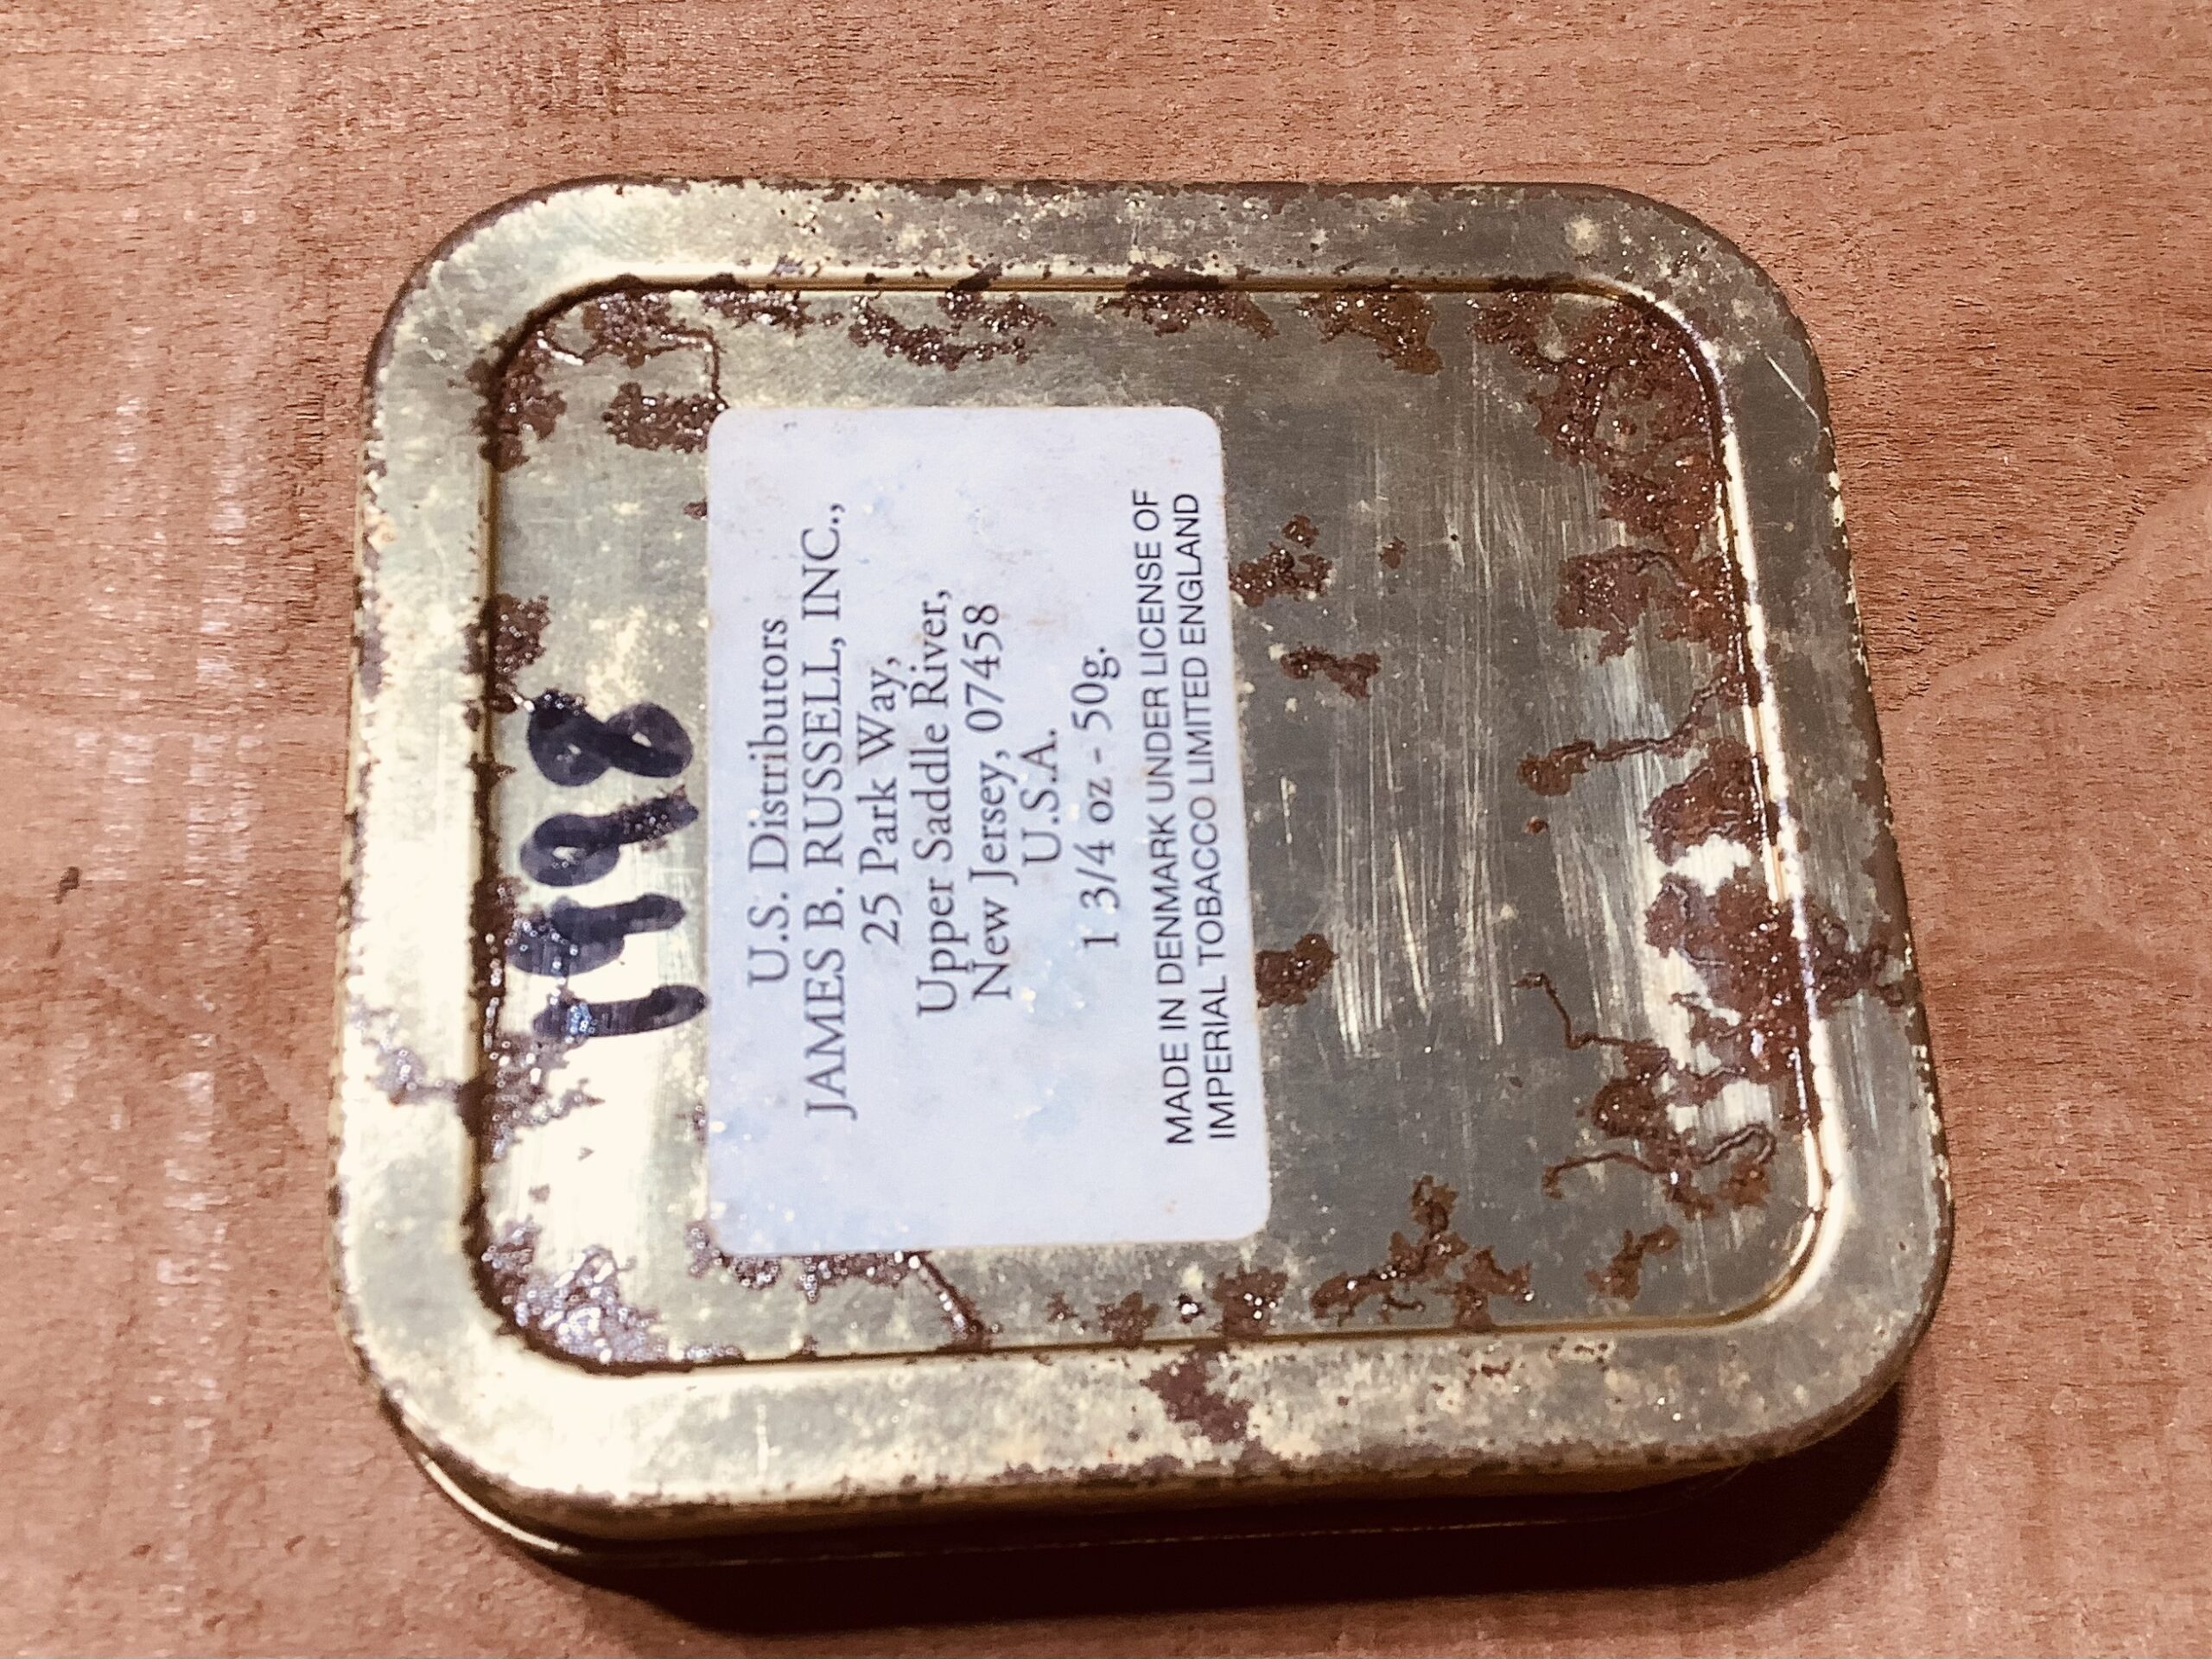 1998
U.S. Distributors
JAMES B. RUSSELL, INC.,
25 Park Way,
Upper Saddle River,
New Jersey, 07458
U.S.A.
1 3/4 oz - 50g.
MADE IN DENMARK UNDER LICENSE OF
IMPERIAL TOBACCO LIMITED ENGLAND